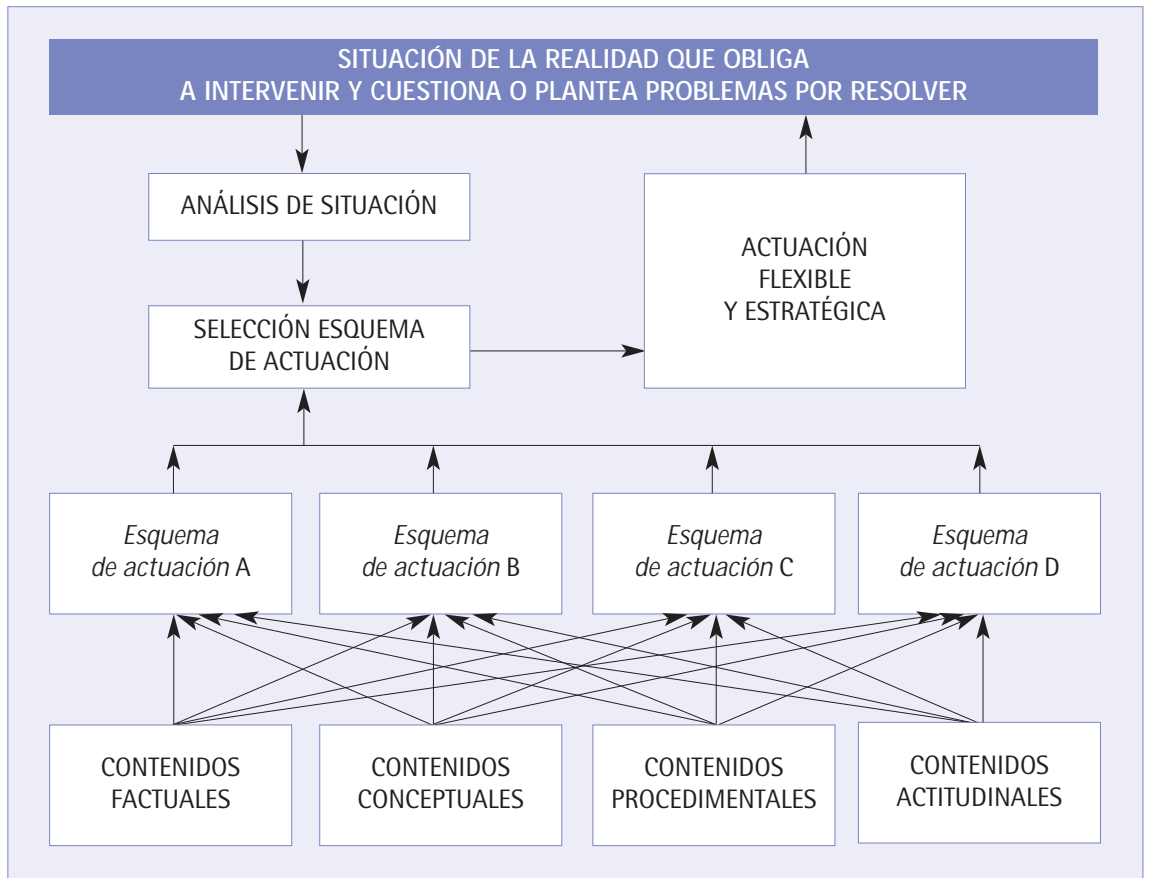 SITUACIÓN DE LA REALIDAD QUE OBLIGA
A INTERVENIR Y CUESTIONA O PLANTEA PROBLEMAS POR RESOLVER
ANÁLISIS DE SITUACIÓN
ACTUACIÓN
FLEXIBLE
Y ESTRATÉGICA
SELECCIÓN ESQUEMA
DE ACTUACIÓN
Esquema
de actuación A
Esquema
de actuación B
Esquema
de actuación C
Esquema
de actuación D
CONTENIDOS
FACTUALES
CONTENIDOS
CONCEPTUALES
CONTENIDOS
PROCEDIMENTALES
CONTENIDOS
ACTITUDINALES